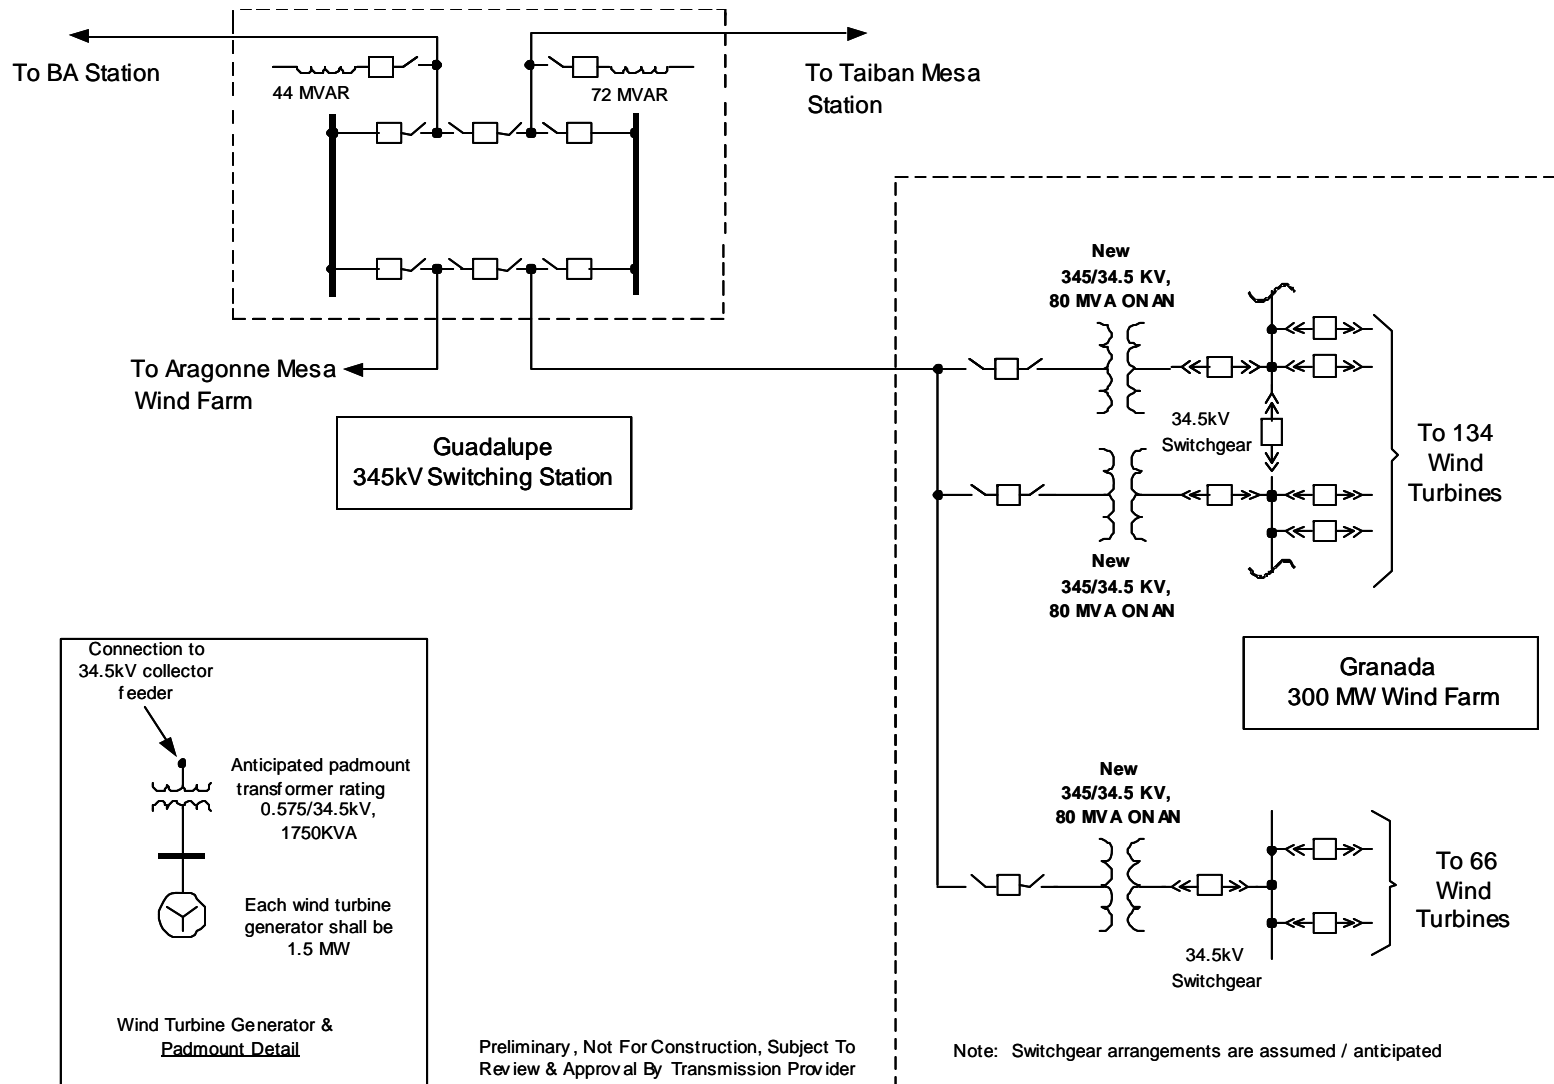 To BA Station
44 MVAR
72 MVAR
To Taiban Mesa
Station
To Aragonne Mesa
Wind Farm
Guadalupe
345kV Switching Station
New
345/34.5 KV,
80 MVA ONAN
34.5kV
Switchgear
To 134
Wind
Turbines
New
345/34.5 KV,
80 MVA ONAN
Granada
300 MW Wind Farm
New
345/34.5 KV,
80 MVA ONAN
To 66
Wind
Turbines
34.5kV
Switchgear
Connection to
34.5kV collector
feeder
Anticipated padmount
transformer rating
0.575/34.5kV,
1750KVA
Each wind turbine
generator shall be
1.5 MW
Wind Turbine Generator &
Padmount Detail
Preliminary, Not For Construction, Subject To
Review & Approval By Transmission Provider
Note: Switchgear arrangements are assumed / anticipated